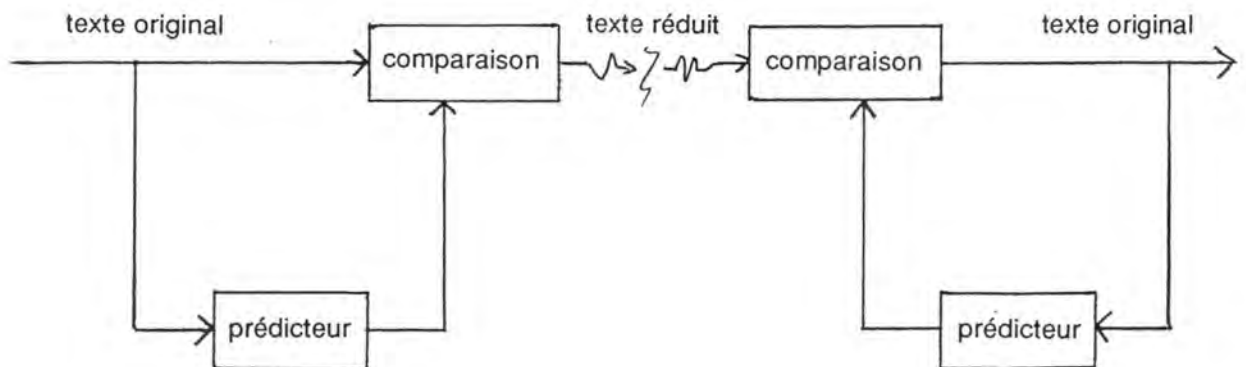 texte original
texte réduit
texte original
comparaison
comparaison
prédicteur
prédicteur